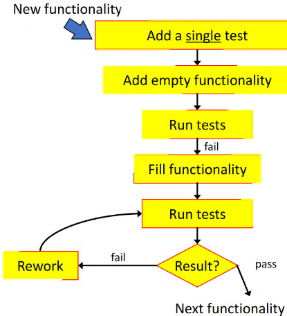 New functionality
Add a single test
Add empty functionality
Run tests
fail
Fill functionality
Run tests
Rework
fail
Result?
pass
Next functionality